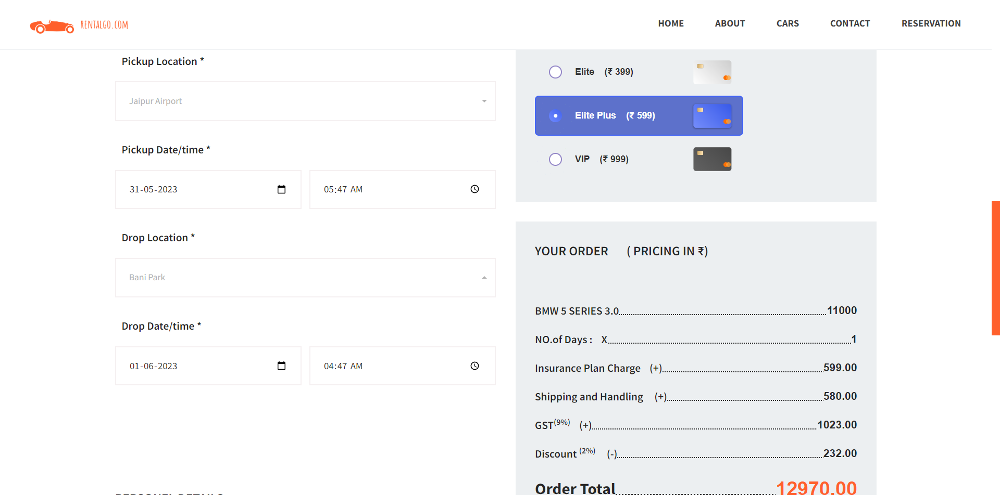 RENTALGO.COM
HOME ABOUT CARS CONTACT RESERVATION
Pickup Location *
Jaipur Airport
Pickup Date/time *
31-05-2023
05:47 AM
Drop Location *
Bani Park
Drop Date/time *
01-06-2023
04:47 AM
PERSONEL DETAILS
Elite (₹ 399)
Elite Plus (₹ 599)
VIP (₹ 999)
YOUR ORDER ( PRICING IN ₹)
BMW 5 SERIES 3.0 11000
NO.of Days : X 1
Insurance Plan Charge (+) 599.00
Shipping and Handling (+) 580.00
GST(9%) (+) 1023.00
Discount (2%) (-) 232.00
Order Total 12970.00